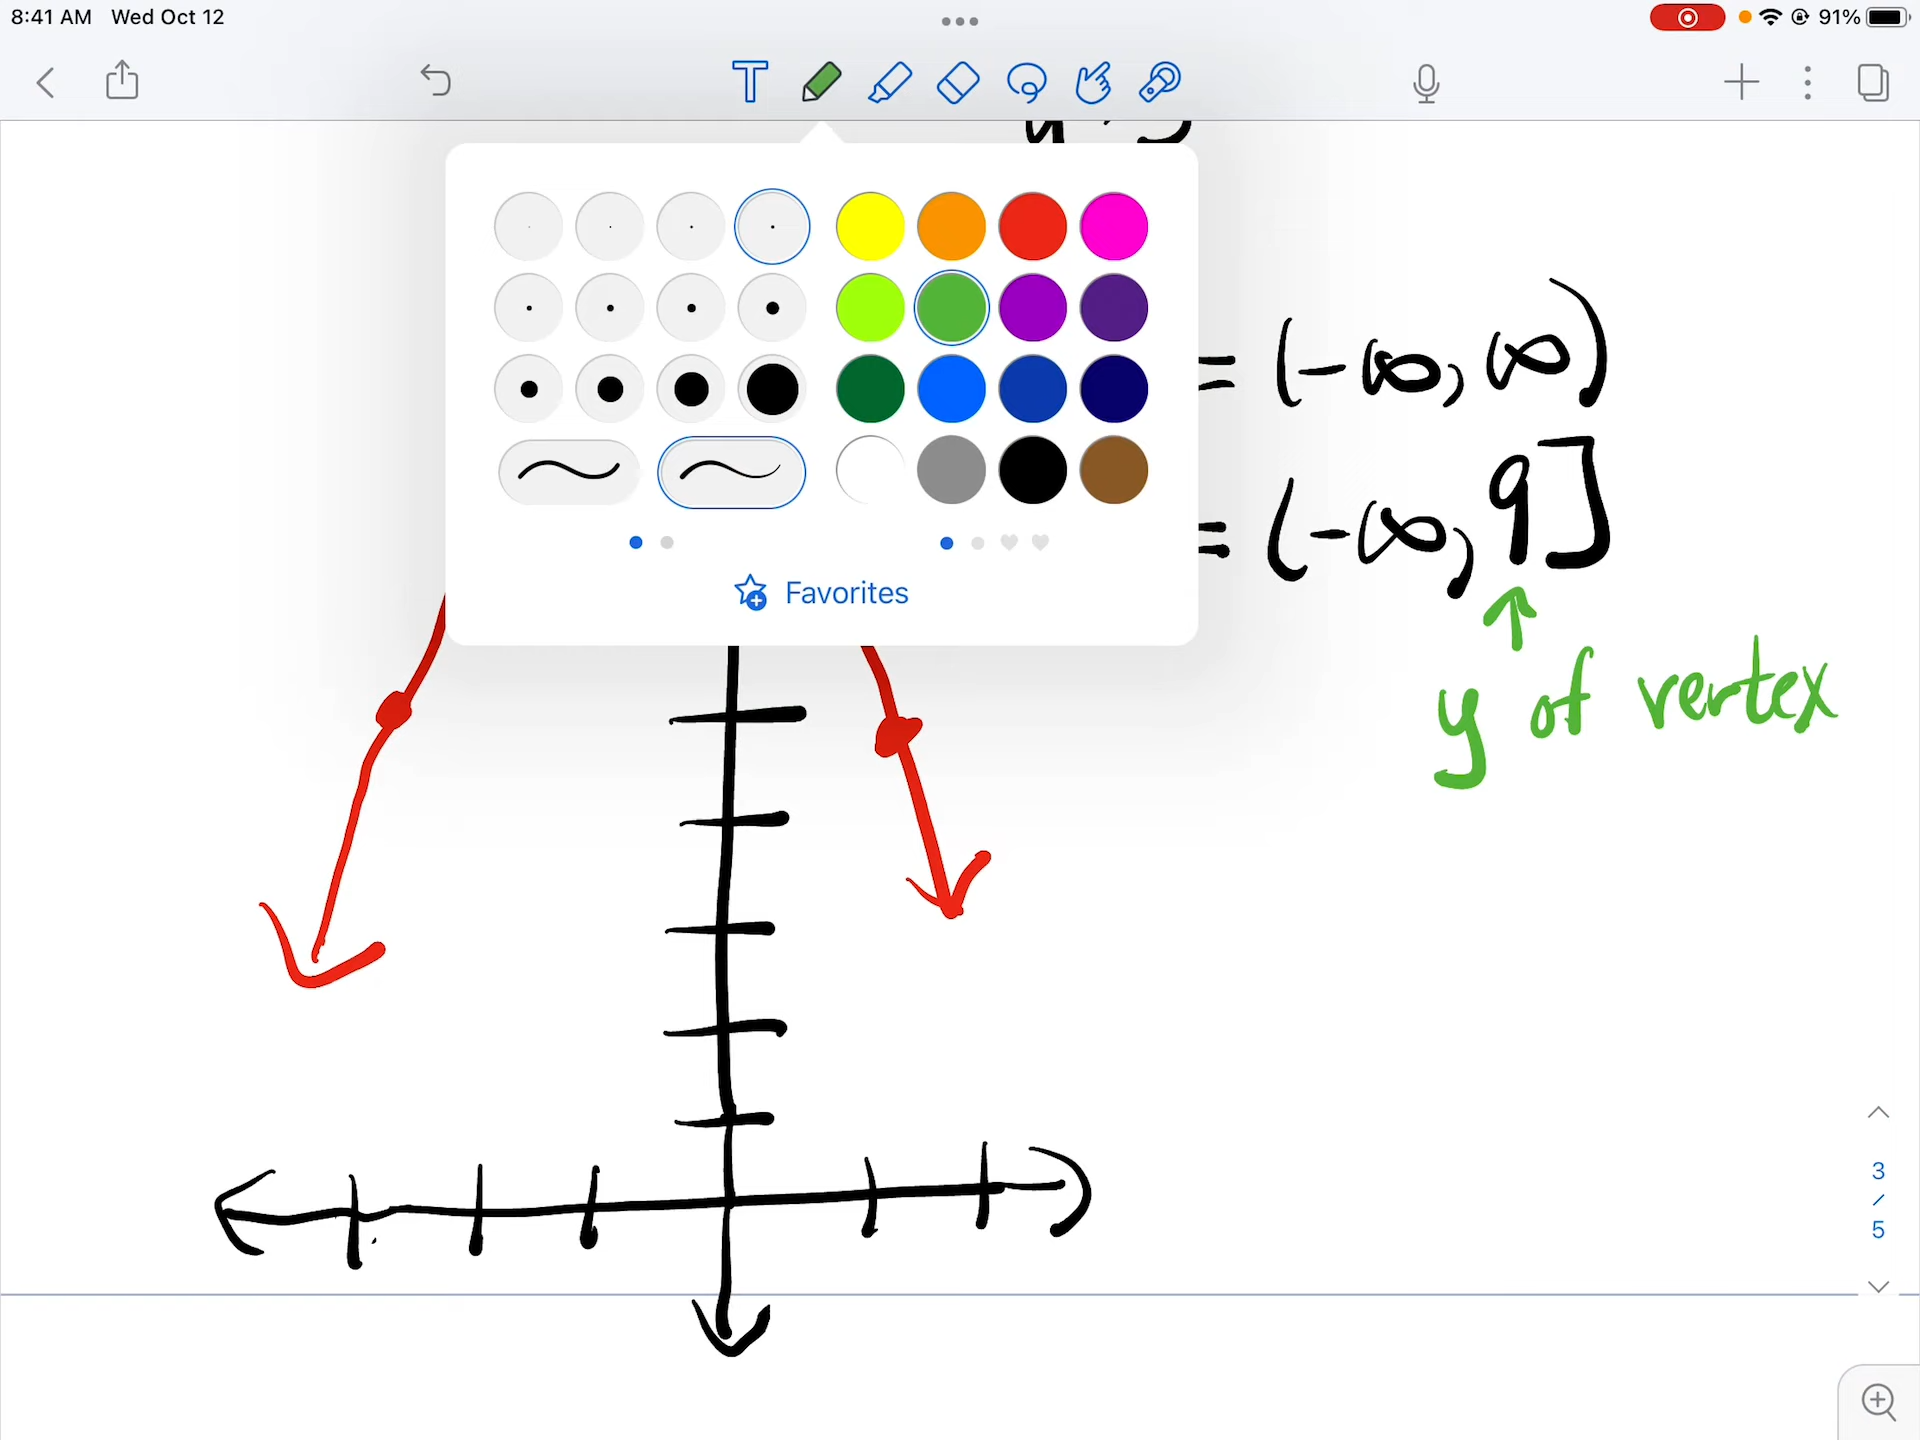 8:41 AM Wed Oct 12
91%
T
= (-∞, ∞)
= (-∞, 9]
↑
y of vertex
Favorites
3
/
5